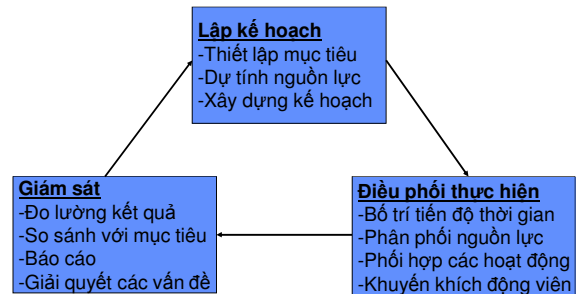 Lập kế hoạch
-Thiết lập mục tiêu
-Dự tính nguồn lực
-Xây dựng kế hoạch
Giám sát
-Đo lường kết quả
-So sánh với mục tiêu
-Báo cáo
-Giải quyết các vấn đề
Điều phối thực hiện
-Bố trí tiến độ thời gian
-Phân phối nguồn lực
-Phối hợp các hoạt động
-Khuyến khích động viên